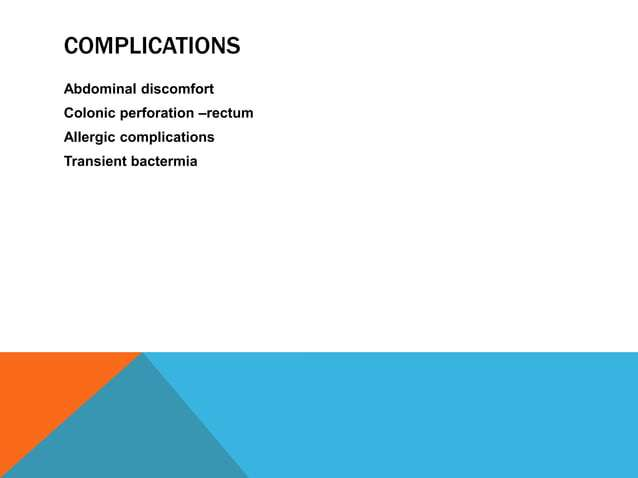 COMPLICATIONS
Abdominal discomfort
Colonic perforation –rectum
Allergic complications
Transient bactermia